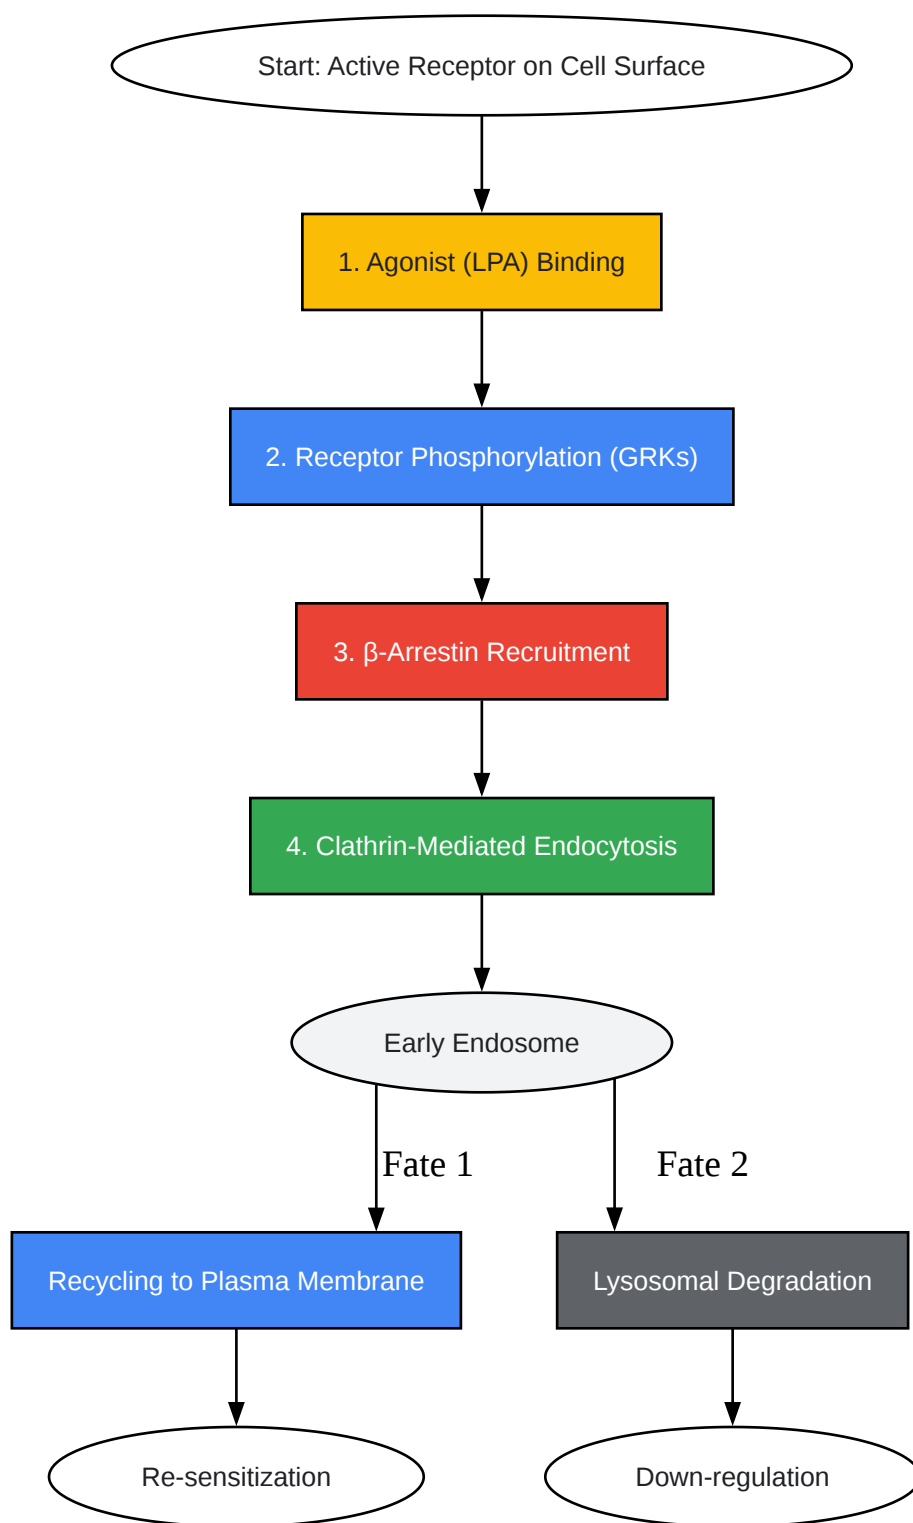 Start: Active Receptor on Cell Surface
1. Agonist (LPA) Binding
2. Receptor Phosphorylation (GRKs)
3. β-Arrestin Recruitment
4. Clathrin-Mediated Endocytosis
Early Endosome
Fate 1
Fate 2
Recycling to Plasma Membrane
Lysosomal Degradation
Re-sensitization
Down-regulation